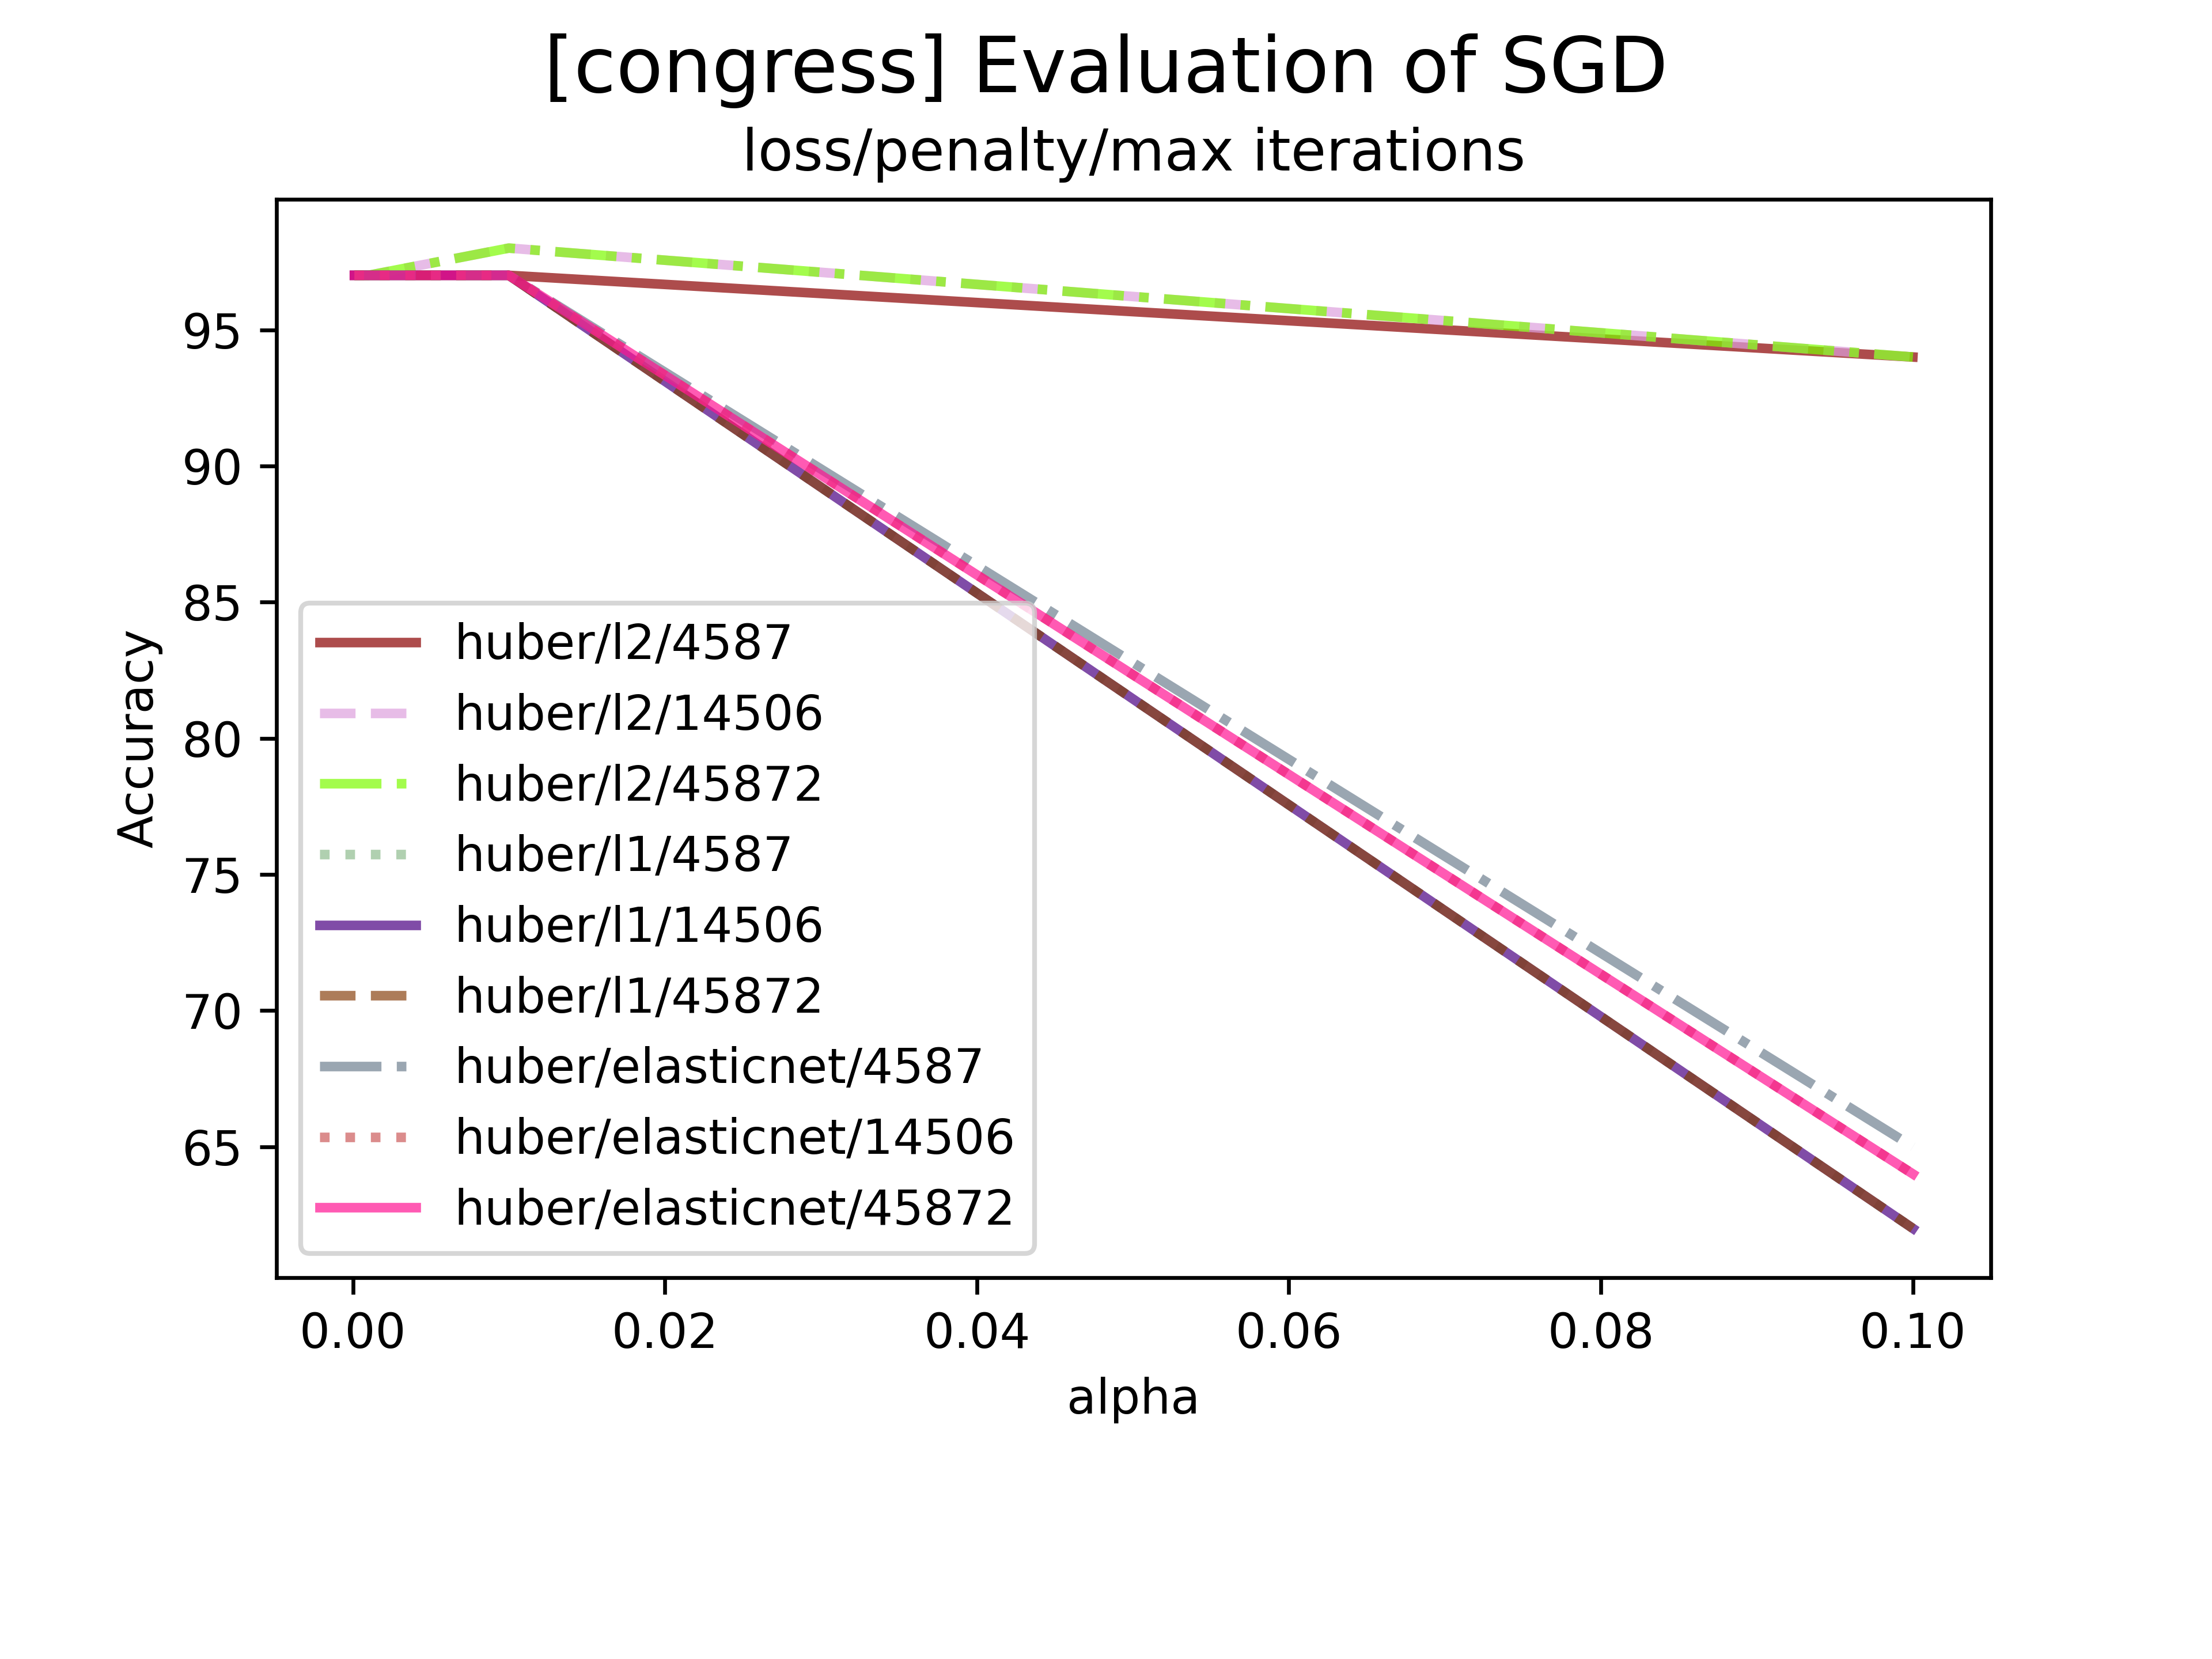 [congress] Evaluation of SGD
loss/penalty/max iterations
Accuracy
95
90
85
80
75
70
65
huber/l2/4587
huber/l2/14506
huber/l2/45872
huber/l1/4587
huber/l1/14506
huber/l1/45872
huber/elasticnet/4587
huber/elasticnet/14506
huber/elasticnet/45872
0.00 0.02 0.04 0.06 0.08 0.10
alpha